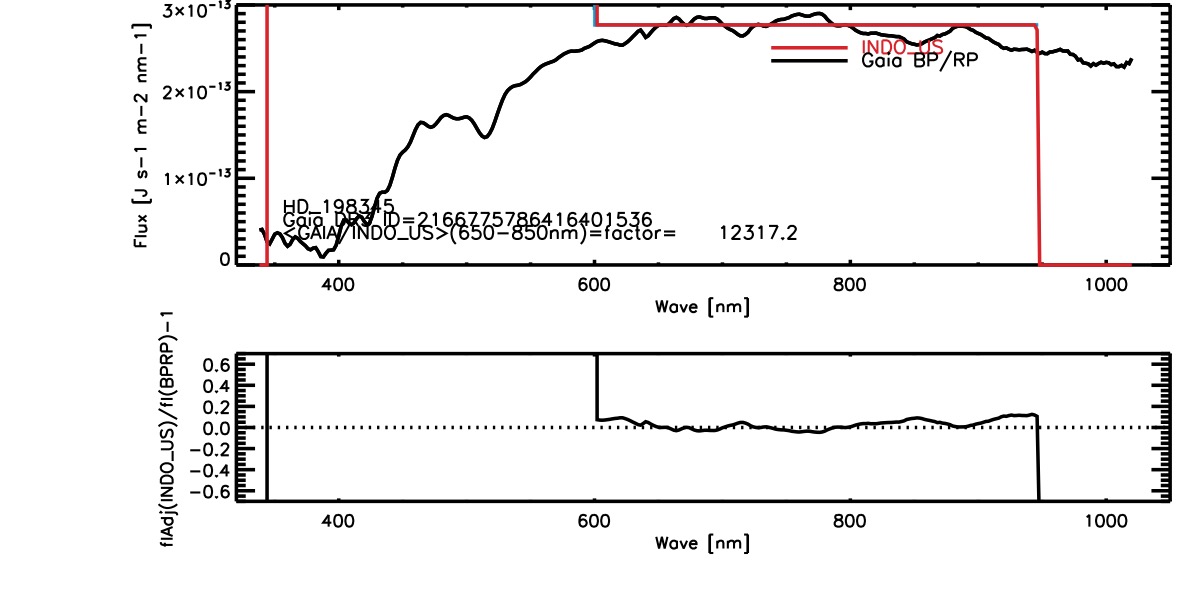 3×10−13
2×10−13
1×10−13
0
Flux [J s−1 m−2 nm−1]
INDO_US
Gaia BP/RP
HD_198345
Gaia DR3 ID=2166775786416401536
<GAIA/INDO_US>(650−850nm)=factor= 12317.2
400 600 800 1000
Wave [nm]
flAdj(INDO_US)/fl(BPRP)−1
0.6
0.4
0.2
0.0
−0.2
−0.4
−0.6
400 600 800 1000
Wave [nm]